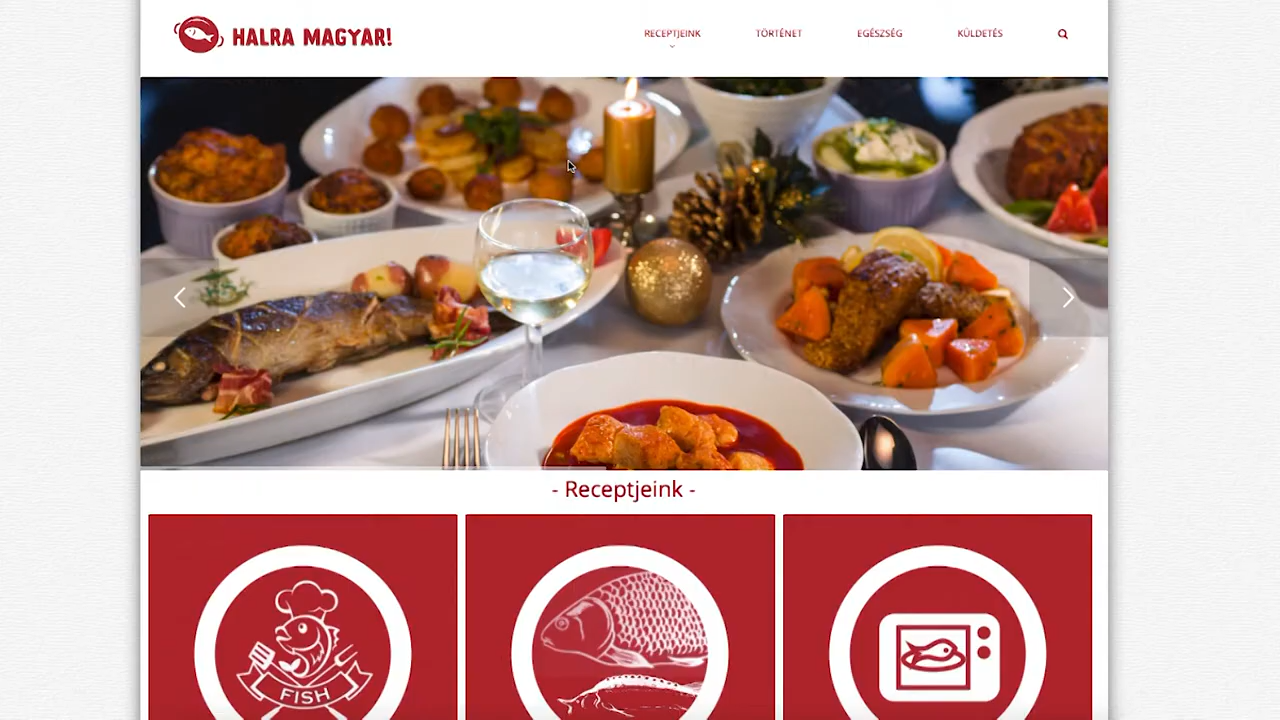 HALRA MAGYAR!
RECEPTJEINK
TÖRTÉNET
EGÉSZSÉG
KÜLDETÉS
- Receptjeink -
FISH